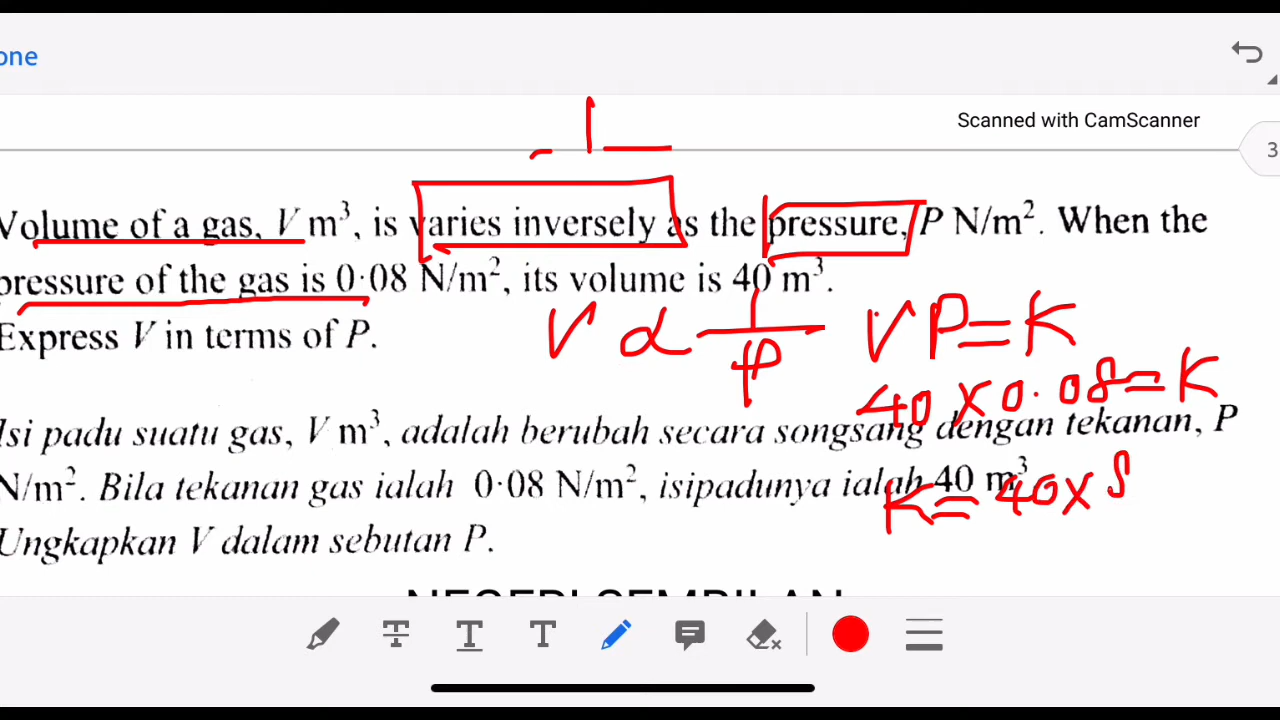 one
Scanned with CamScanner
3
Volume of a gas, V m³, is varies inversely as the pressure, P N/m². When the
pressure of the gas is 0·08 N/m², its volume is 40 m³.
Express V in terms of P.
V ∝ 1/P
VP=K
40 × 0.08 = K
Isi padu suatu gas, V m³, adalah berubah secara songsang dengan tekanan, P
N/m². Bila tekanan gas ialah 0·08 N/m², isipadunya ialah 40 m³
K = 40 × 8
Ungkapkan V dalam sebutan P.
NEGERI SEMBILAN
T T T